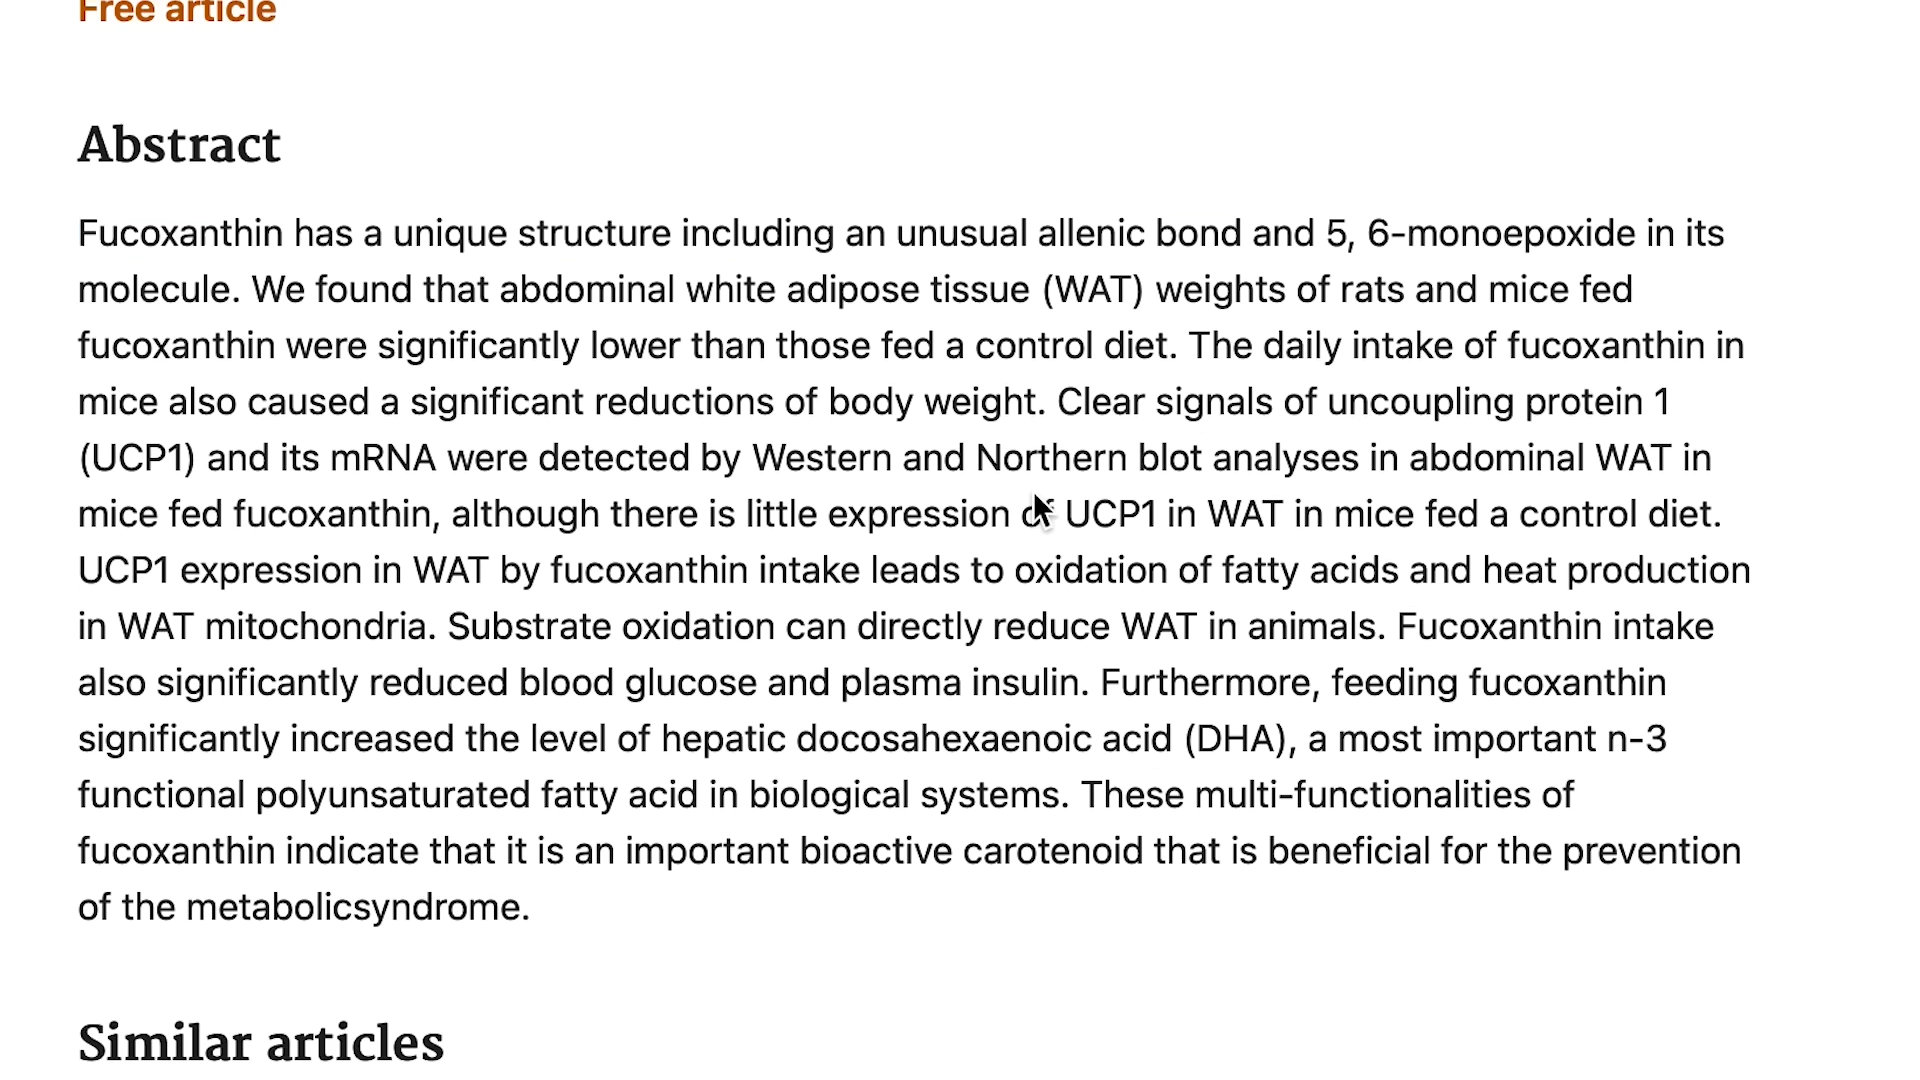 Free article
Abstract
Fucoxanthin has a unique structure including an unusual allenic bond and 5, 6-monoepoxide in its
molecule. We found that abdominal white adipose tissue (WAT) weights of rats and mice fed
fucoxanthin were significantly lower than those fed a control diet. The daily intake of fucoxanthin in
mice also caused a significant reductions of body weight. Clear signals of uncoupling protein 1
(UCP1) and its mRNA were detected by Western and Northern blot analyses in abdominal WAT in
mice fed fucoxanthin, although there is little expression of UCP1 in WAT in mice fed a control diet.
UCP1 expression in WAT by fucoxanthin intake leads to oxidation of fatty acids and heat production
in WAT mitochondria. Substrate oxidation can directly reduce WAT in animals. Fucoxanthin intake
also significantly reduced blood glucose and plasma insulin. Furthermore, feeding fucoxanthin
significantly increased the level of hepatic docosahexaenoic acid (DHA), a most important n-3
functional polyunsaturated fatty acid in biological systems. These multi-functionalities of
fucoxanthin indicate that it is an important bioactive carotenoid that is beneficial for the prevention
of the metabolicsyndrome.
Similar articles